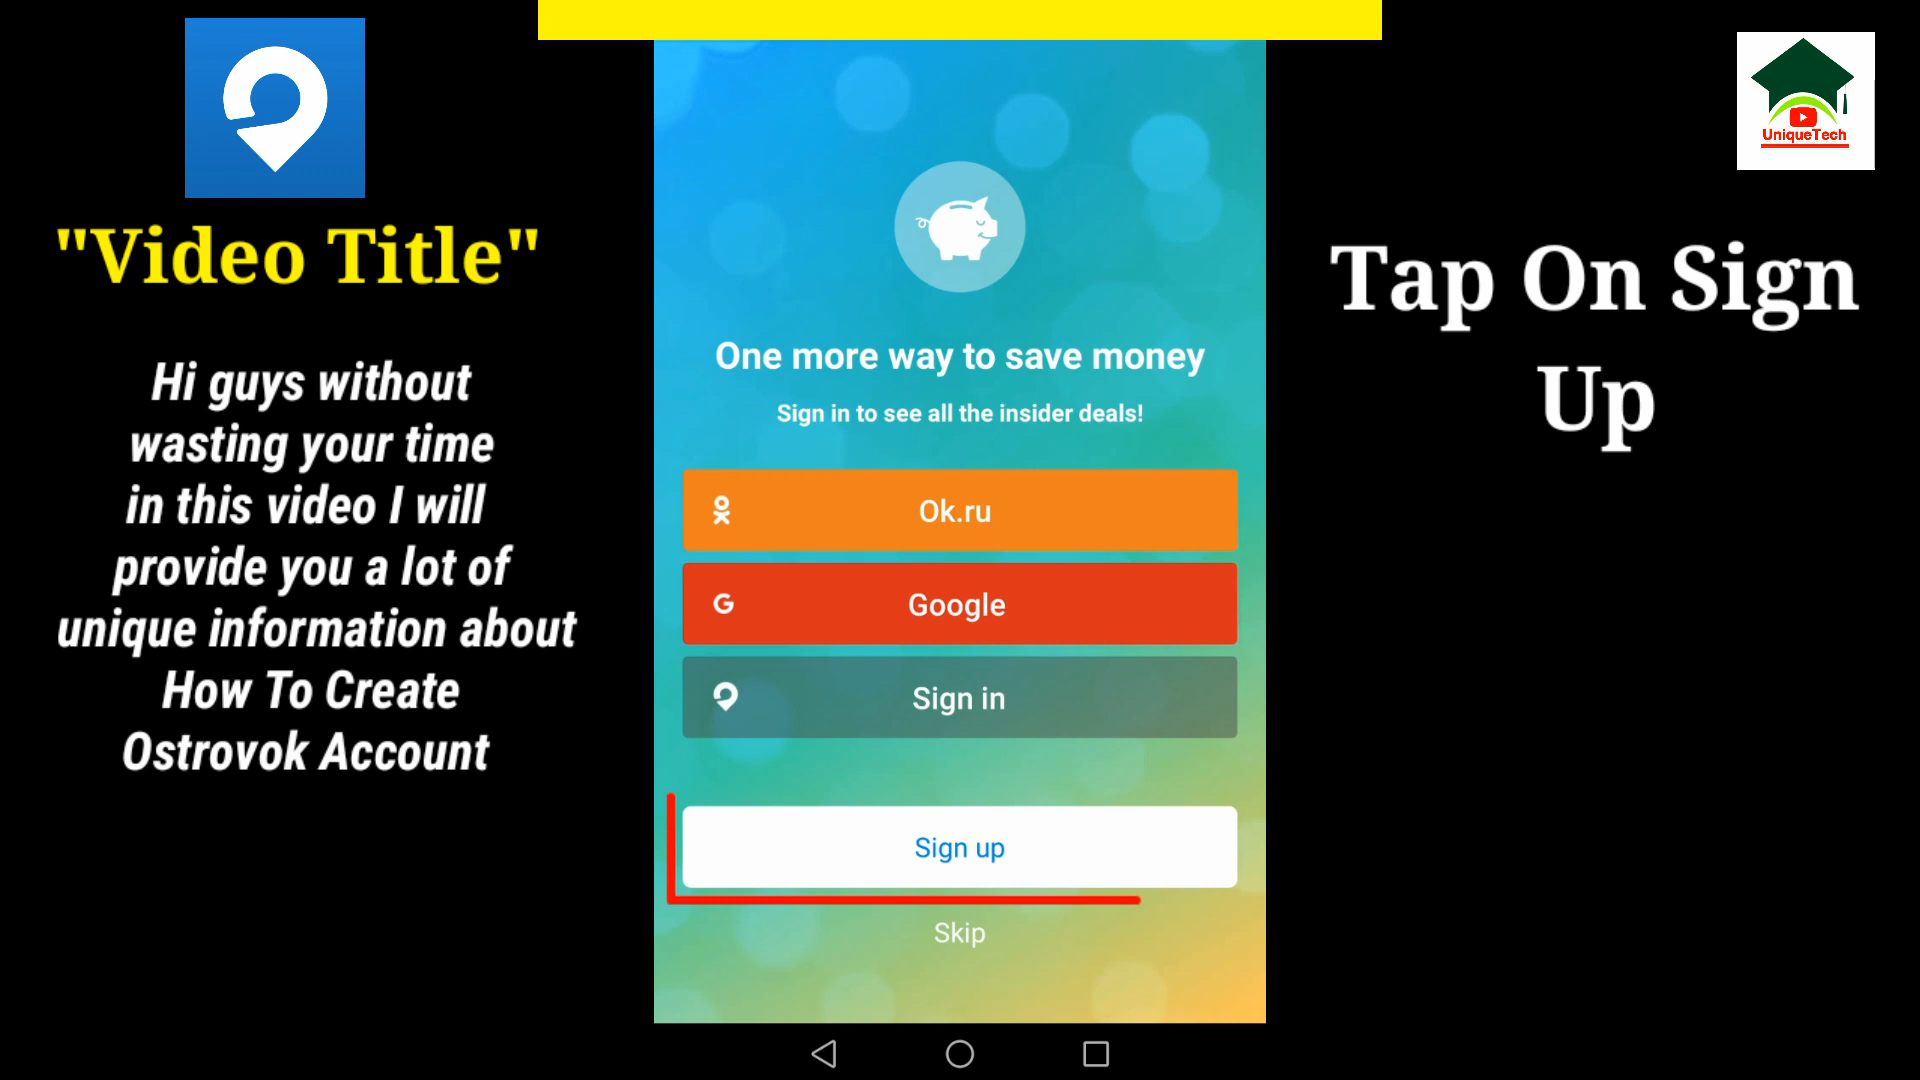 "Video Title"
Hi guys without
wasting your time
in this video I will
provide you a lot of
unique information about
How To Create
Ostrovok Account
One more way to save money
Sign in to see all the insider deals!
Ok.ru
Google
Sign in
Sign up
Skip
UniqueTech
Tap On Sign
Up